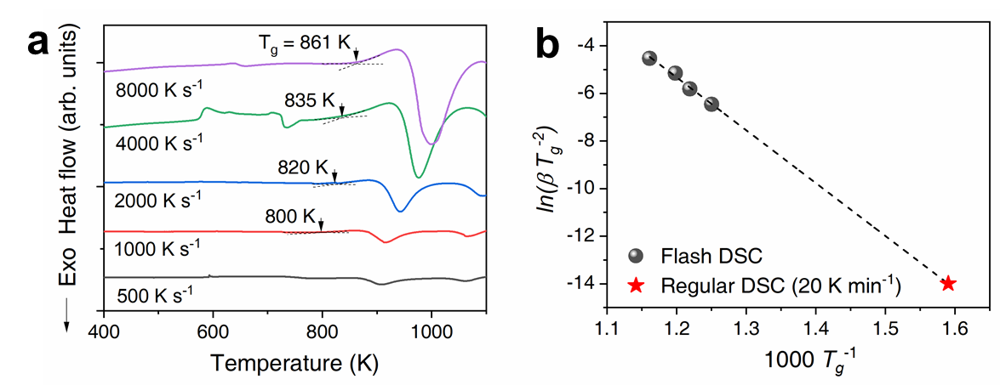 a
Exo Heat flow (arb. units)
T_g = 861 K
8000 K s⁻¹
835 K
4000 K s⁻¹
820 K
2000 K s⁻¹
800 K
1000 K s⁻¹
500 K s⁻¹
400 600 800 1000
Temperature (K)
b
ln(β T_g⁻²)
-4
-6
-8
-10
-12
-14
Flash DSC
Regular DSC (20 K min⁻¹)
1.1 1.2 1.3 1.4 1.5 1.6
1000 T_g⁻¹